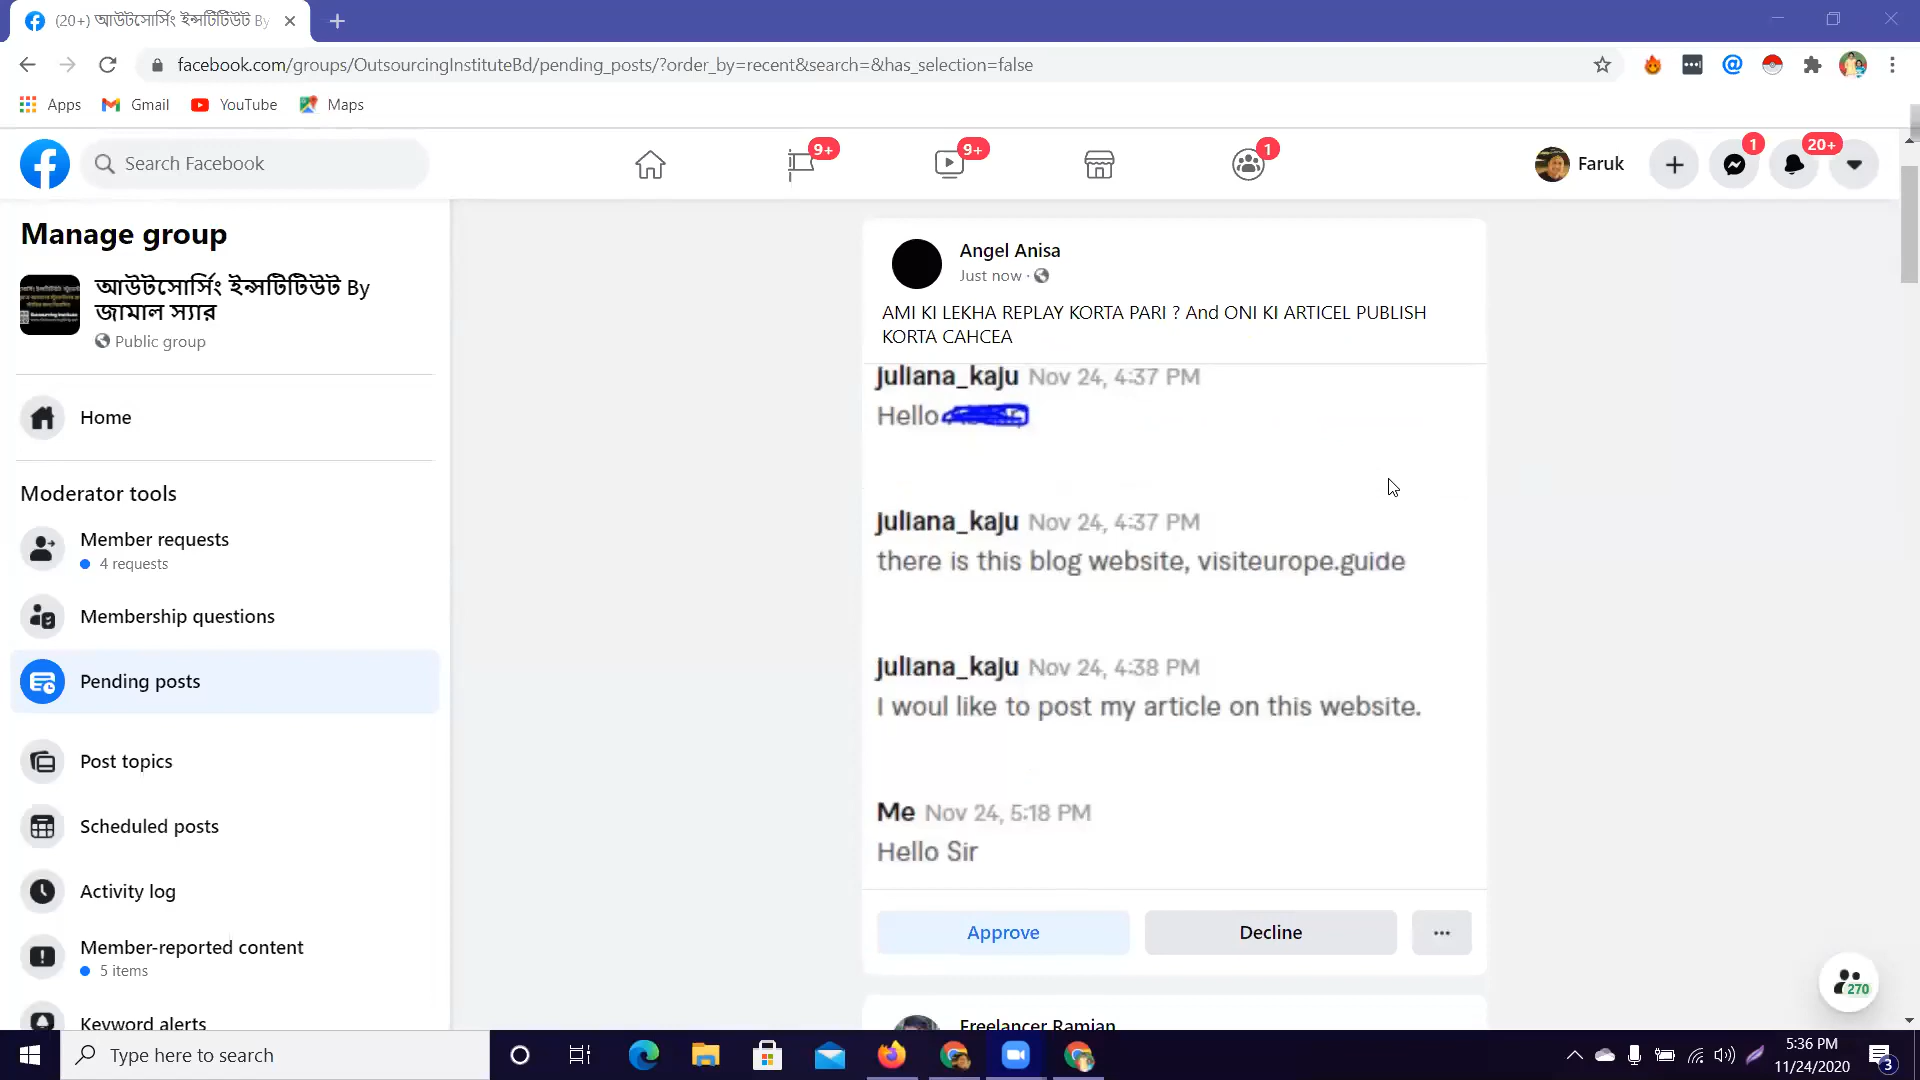 (20+) আউটসোর্সিং ইন্সটিটিউট By
facebook.com/groups/OutsourcingInstituteBd/pending_posts/?order_by=recent&search=&has_selection=false
Apps Gmail YouTube Maps
Search Facebook
9+
9+
1
Faruk
1
20+
Manage group
আউটসোর্সিং ইন্সটিটিউট By
জামাল স্যার
Public group
Home
Moderator tools
Member requests
4 requests
Membership questions
Pending posts
Post topics
Scheduled posts
Activity log
Member-reported content
5 items
Keyword alerts
Angel Anisa
Just now ·
AMI KI LEKHA REPLAY KORTA PARI ? And ONI KI ARTICEL PUBLISH
KORTA CAHCEA
juliana_kaju Nov 24, 4:37 PM
Hello
juliana_kaju Nov 24, 4:37 PM
there is this blog website, visiteurope.guide
juliana_kaju Nov 24, 4:38 PM
I woul like to post my article on this website.
Me Nov 24, 5:18 PM
Hello Sir
Approve
Decline
Freelancer Ramjan
270
Type here to search
5:36 PM
11/24/2020
3